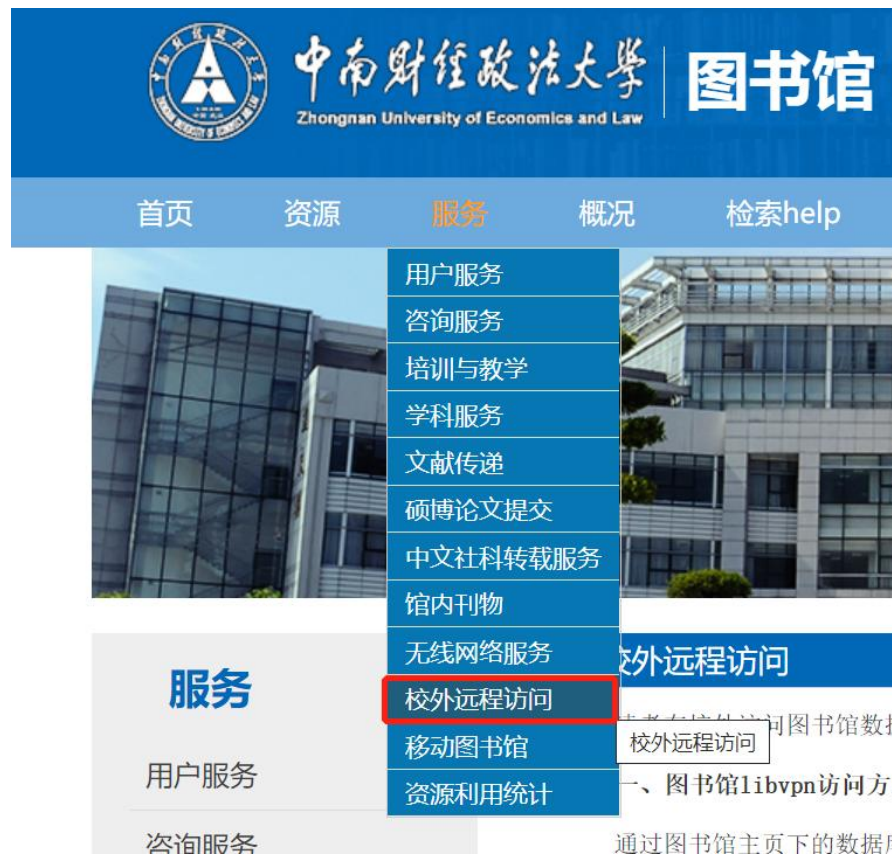 中南财经政法大学
Zhongnan University of Economics and Law
图书馆
首页 资源 服务 概况 检索help
用户服务
咨询服务
培训与教学
学科服务
文献传递
硕博论文提交
中文社科转载服务
馆内刊物
无线网络服务
校外远程访问
移动图书馆
资源利用统计
服务
用户服务
咨询服务
校外远程访问
问图书馆数据
校外远程访问
一、图书馆libvpn访问方
通过图书馆主页下的数据库